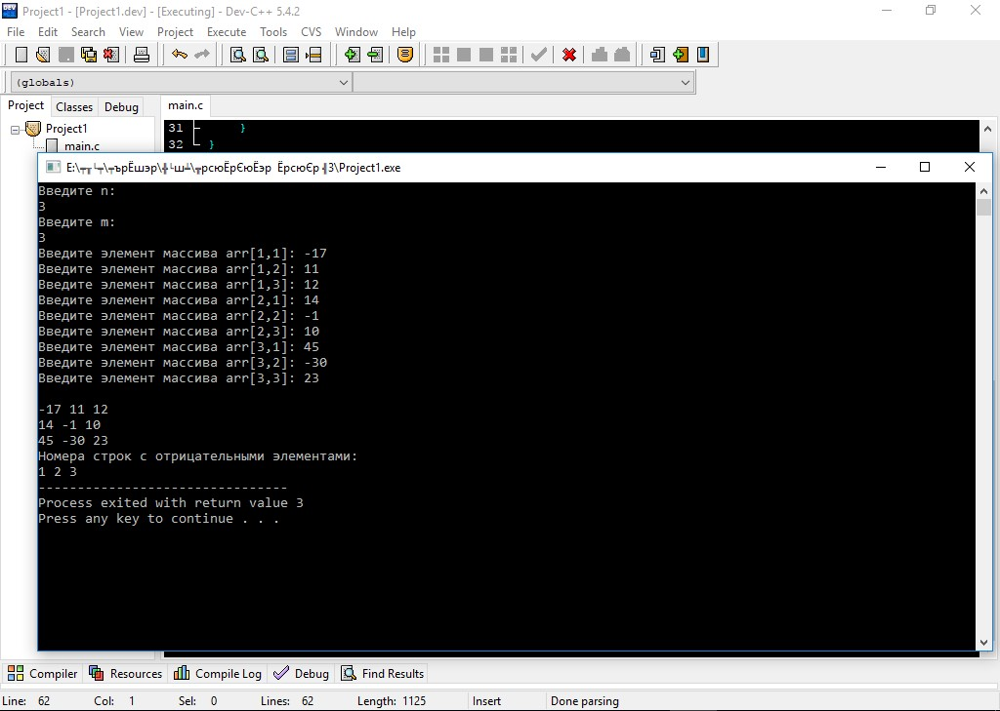 Project1 - [Project1.dev] - [Executing] - Dev-C++ 5.4.2
File Edit Search View Project Execute Tools CVS Window Help
(globals)
Project Classes Debug
main.c
Project1
main.c
31 }
32 }
3\Project1.exe
Введите n:
3
Введите m:
3
Введите элемент массива arr[1,1]: -17
Введите элемент массива arr[1,2]: 11
Введите элемент массива arr[1,3]: 12
Введите элемент массива arr[2,1]: 14
Введите элемент массива arr[2,2]: -1
Введите элемент массива arr[2,3]: 10
Введите элемент массива arr[3,1]: 45
Введите элемент массива arr[3,2]: -30
Введите элемент массива arr[3,3]: 23
-17 11 12
14 -1 10
45 -30 23
Номера строк с отрицательными элементами:
1 2 3
--------------------------------
Process exited with return value 3
Press any key to continue . . .
Compiler Resources Compile Log Debug Find Results
Line: 62 Col: 1 Sel: 0 Lines: 62 Length: 1125 Insert Done parsing